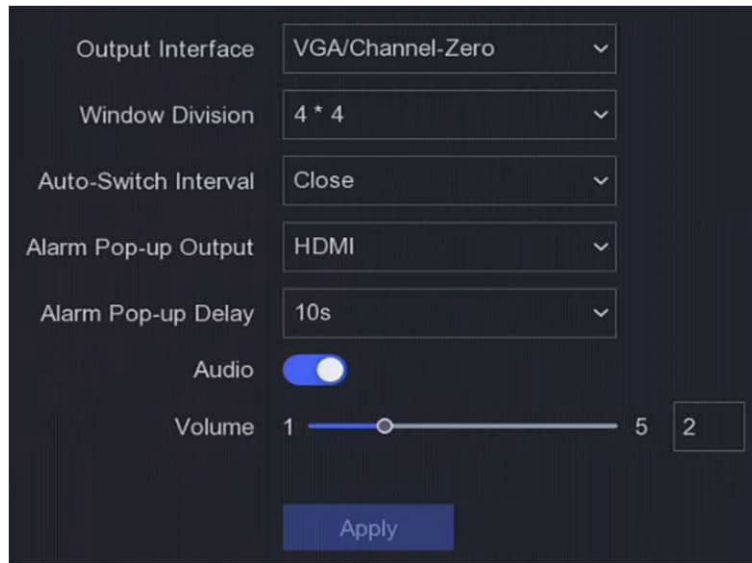 Output Interface VGA/Channel-Zero
Window Division 4 * 4
Auto-Switch Interval Close
Alarm Pop-up Output HDMI
Alarm Pop-up Delay 10s
Audio
Volume 1 5 2
Apply